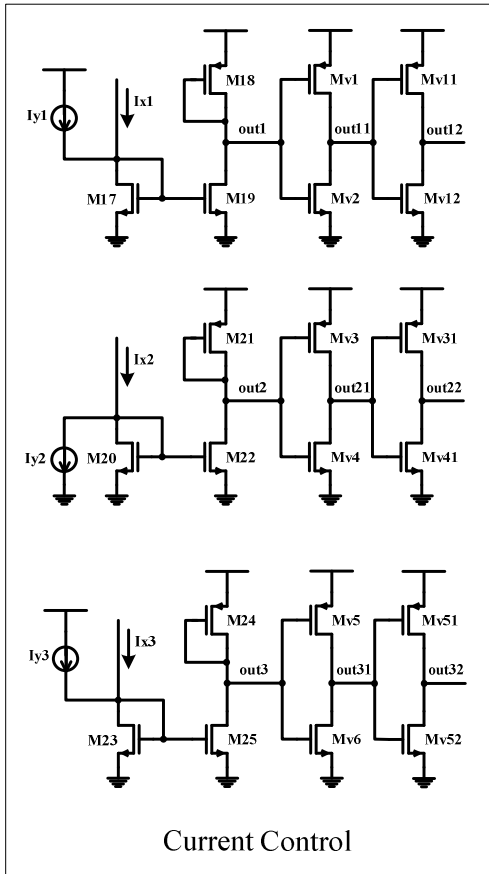 M18
Mv1
Mv11
Iy1
Ix1
out1
out11
out12
M17
M19
Mv2
Mv12
M21
Mv3
Mv31
Ix2
out2
out21
out22
Iy2
M20
M22
Mv4
Mv41
M24
Mv5
Mv51
Iy3
Ix3
out3
out31
out32
M23
M25
Mv6
Mv52
Current Control